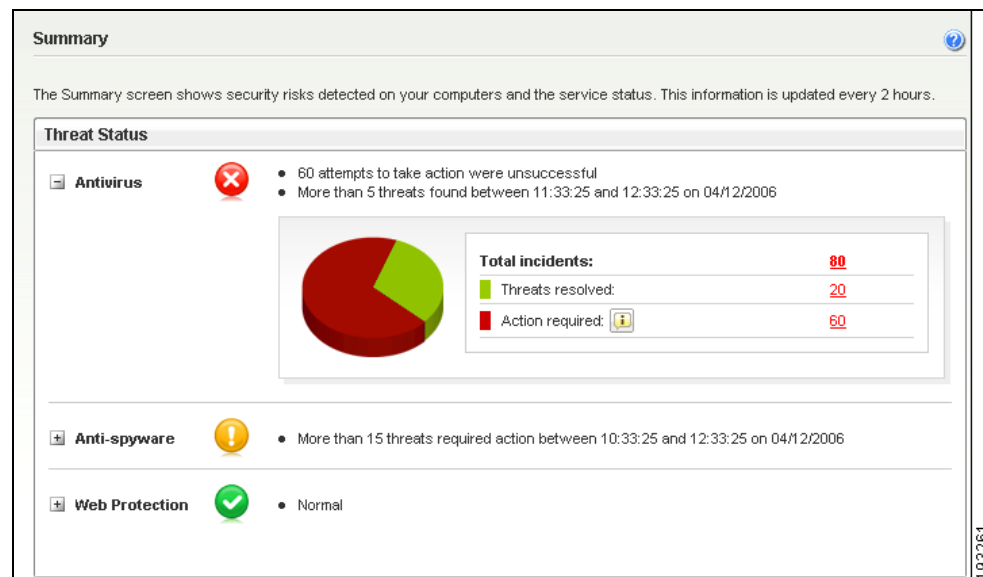 Summary
The Summary screen shows security risks detected on your computers and the service status. This information is updated every 2 hours.
Threat Status
Antivirus
60 attempts to take action were unsuccessful
More than 5 threats found between 11:33:25 and 12:33:25 on 04/12/2006
Total incidents: 80
Threats resolved: 20
Action required: 60
Anti-spyware
More than 15 threats required action between 10:33:25 and 12:33:25 on 04/12/2006
Web Protection
Normal
193261